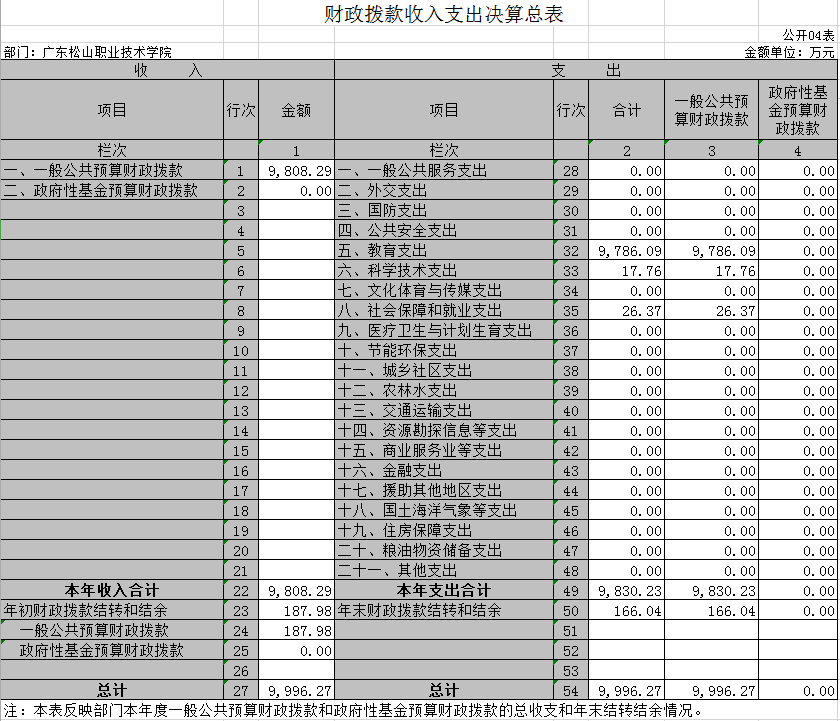 财政拨款收入支出决算总表
公开04表
部门：广东松山职业技术学院 金额单位：万元
收 入 支 出
项目 行次 金额 项目 行次 合计 一般公共预算财政拨款 政府性基金预算财政拨款
栏次 1 栏次 2 3 4
一、一般公共预算财政拨款 1 9,808.29 一、一般公共服务支出 28 0.00 0.00 0.00
二、政府性基金预算财政拨款 2 0.00 二、外交支出 29 0.00 0.00 0.00
3 三、国防支出 30 0.00 0.00 0.00
4 四、公共安全支出 31 0.00 0.00 0.00
5 五、教育支出 32 9,786.09 9,786.09 0.00
6 六、科学技术支出 33 17.76 17.76 0.00
7 七、文化体育与传媒支出 34 0.00 0.00 0.00
8 八、社会保障和就业支出 35 26.37 26.37 0.00
9 九、医疗卫生与计划生育支出 36 0.00 0.00 0.00
10 十、节能环保支出 37 0.00 0.00 0.00
11 十一、城乡社区支出 38 0.00 0.00 0.00
12 十二、农林水支出 39 0.00 0.00 0.00
13 十三、交通运输支出 40 0.00 0.00 0.00
14 十四、资源勘探信息等支出 41 0.00 0.00 0.00
15 十五、商业服务业等支出 42 0.00 0.00 0.00
16 十六、金融支出 43 0.00 0.00 0.00
17 十七、援助其他地区支出 44 0.00 0.00 0.00
18 十八、国土海洋气象等支出 45 0.00 0.00 0.00
19 十九、住房保障支出 46 0.00 0.00 0.00
20 二十、粮油物资储备支出 47 0.00 0.00 0.00
21 二十一、其他支出 48 0.00 0.00 0.00
本年收入合计 22 9,808.29 本年支出合计 49 9,830.23 9,830.23 0.00
年初财政拨款结转和结余 23 187.98 年末财政拨款结转和结余 50 166.04 166.04 0.00
一般公共预算财政拨款 24 187.98 51
政府性基金预算财政拨款 25 0.00 52
26 53
总计 27 9,996.27 总计 54 9,996.27 9,996.27 0.00
注：本表反映部门本年度一般公共预算财政拨款和政府性基金预算财政拨款的总收支和年末结转结余情况。